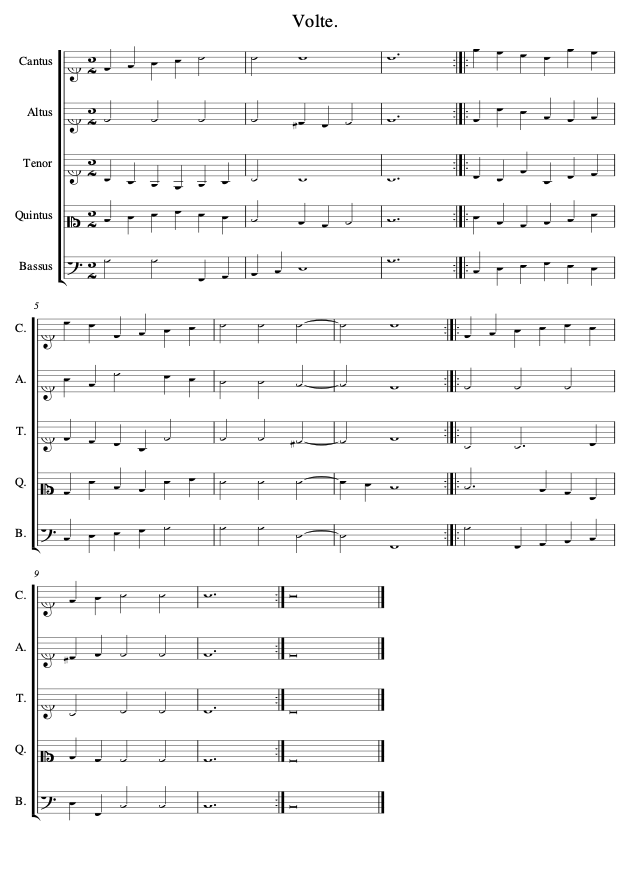 Volte.
Cantus
Altus
Tenor
Quintus
Bassus
5
C.
A.
T.
Q.
B.
9
C.
A.
T.
Q.
B.